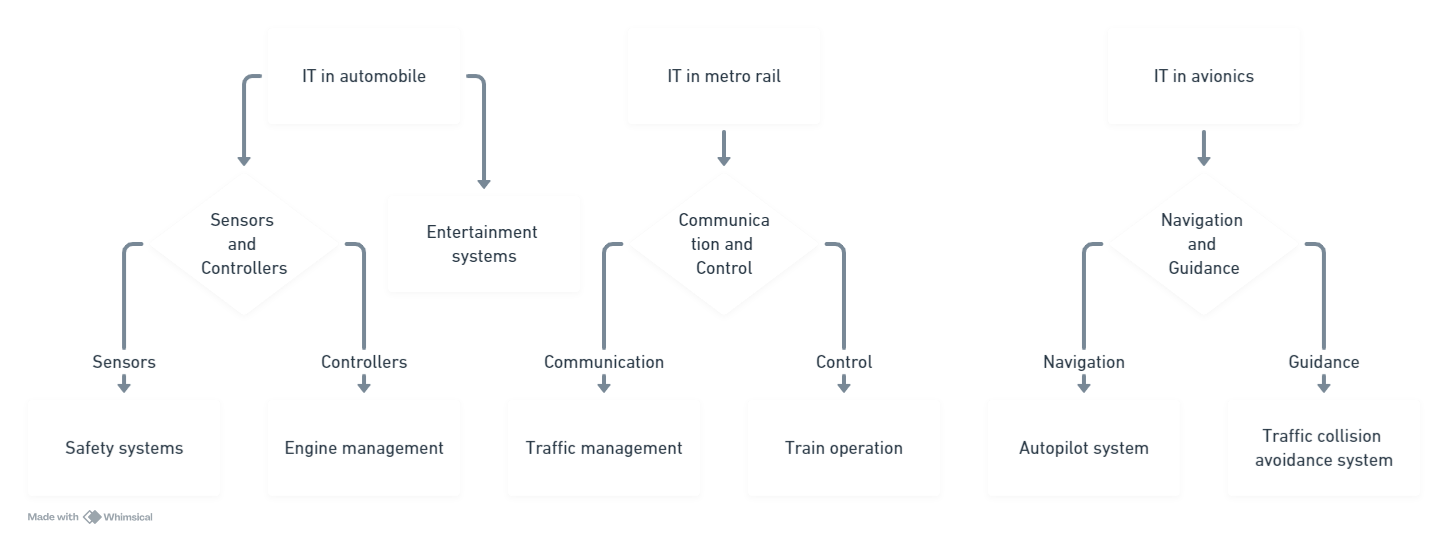 IT in automobile
IT in metro rail
IT in avionics
Sensors
and
Controllers
Entertainment
systems
Communica
tion and
Control
Navigation
and
Guidance
Sensors
Controllers
Communication
Control
Navigation
Guidance
Safety systems
Engine management
Traffic management
Train operation
Autopilot system
Traffic collision
avoidance system
Made with Whimsical